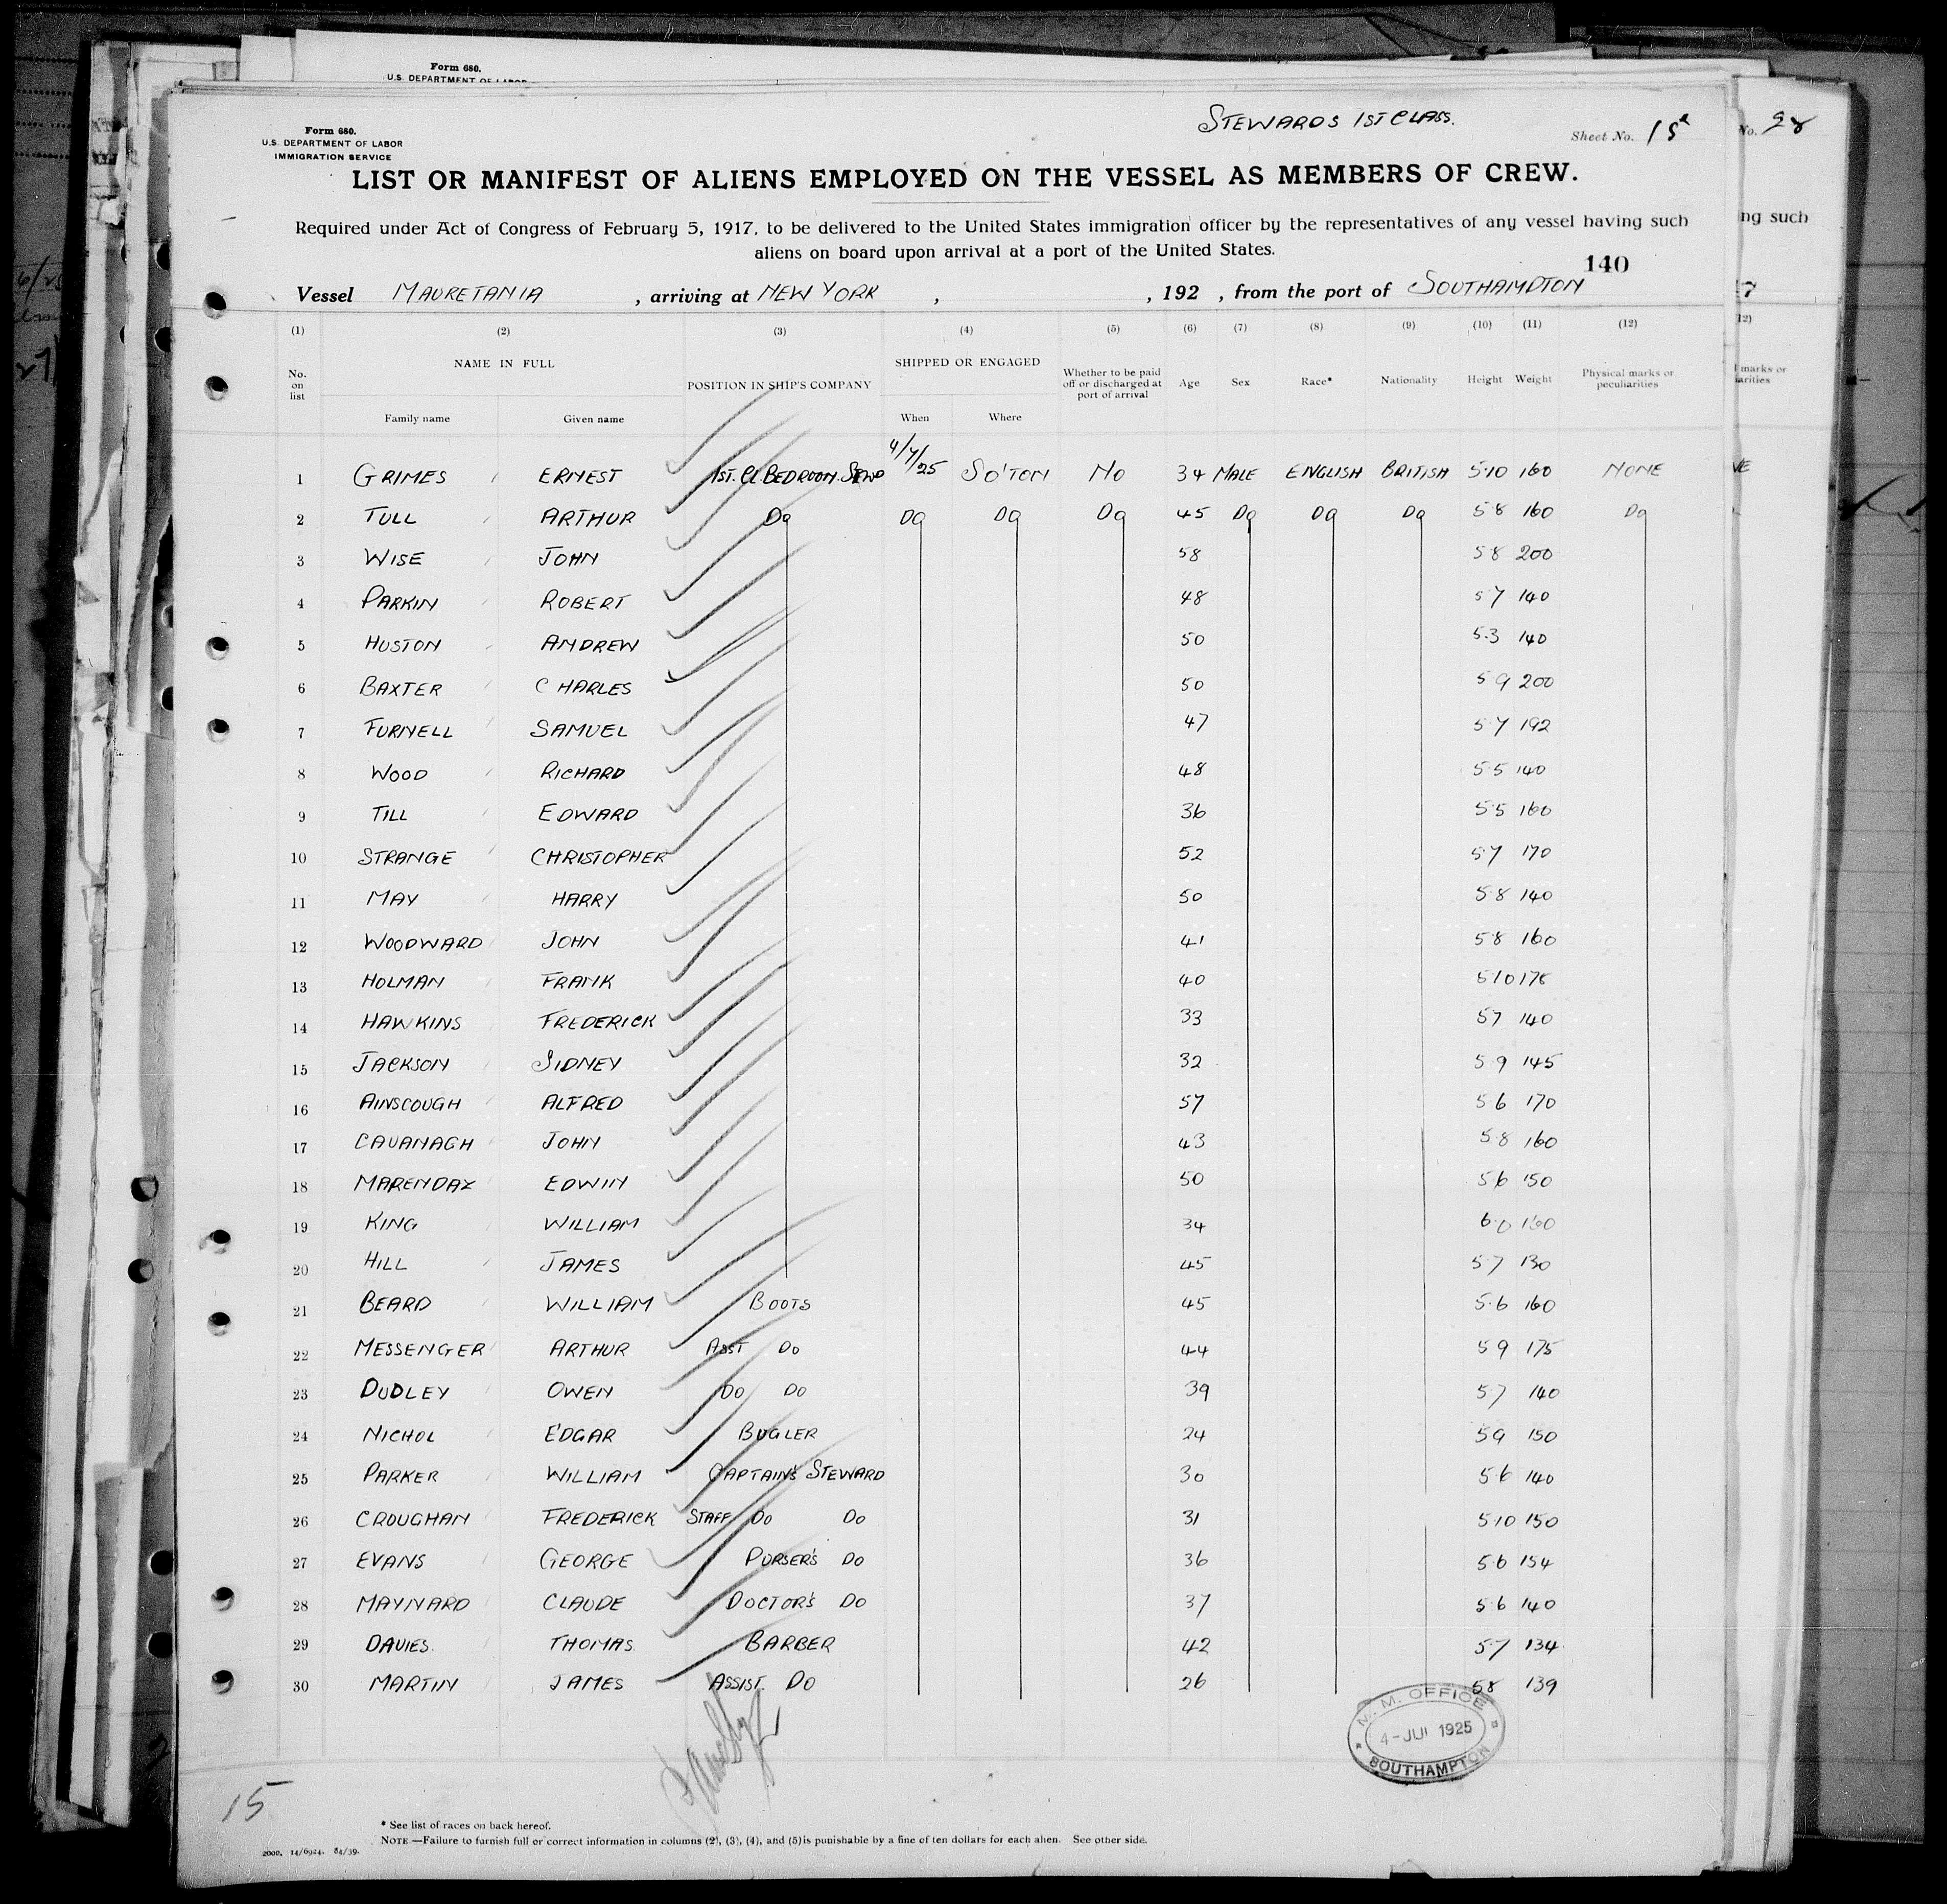 Form 680.
U.S. DEPARTMENT OF LABOR
STEWARDS 1ST CLASS.
Form 680.
U.S. DEPARTMENT OF LABOR
IMMIGRATION SERVICE
Sheet No. 15
No. 98
LIST OR MANIFEST OF ALIENS EMPLOYED ON THE VESSEL AS MEMBERS OF CREW.
Required under Act of Congress of February 5, 1917, to be delivered to the United States immigration officer by the representatives of any vessel having such
ng such
aliens on board upon arrival at a port of the United States.
140
Vessel MAURETANIA , arriving at NEW YORK , , 192 , from the port of SOUTHAMPTON
7
(1) (2) (3) (4) (5) (6) (7) (8) (9) (10) (11) (12)
12)
No. on list NAME IN FULL POSITION IN SHIP'S COMPANY SHIPPED OR ENGAGED Whether to be paid off or discharged at port of arrival Age Sex Race* Nationality Height Weight Physical marks or peculiarities
marks or
arities
Family name Given name When Where
1 GRIMES ERNEST 1ST. CL. BEDROOM. STEWD 4/7/25 SO'TON NO 34 MALE ENGLISH BRITISH 5·10 160 NONE
2 TULL ARTHUR DO DO DO DO 45 DO DO DO 5 8 160 DO
3 WISE JOHN 58 5 8 200
4 PARKIN ROBERT 48 5 7 140
5 HUSTON ANDREW 50 5.3 140
6 BAXTER CHARLES 50 5 9 200
7 FURNELL SAMUEL 47 5 7 192
8 WOOD RICHARD 48 5 5 140
9 TILL EDWARD 36 5 5 160
10 STRANGE CHRISTOPHER 52 5 7 170
11 MAY HARRY 50 5 8 140
12 WOODWARD JOHN 41 5 8 160
13 HOLMAN FRANK 40 5 10 178
14 HAWKINS FREDERICK 33 5 7 140
15 JACKSON SIDNEY 32 5 9 145
16 AINSCOUGH ALFRED 57 5 6 170
17 CAVANAGH JOHN 43 5 8 160
18 MARENDAZ EDWIN 50 5 6 150
19 KING WILLIAM 34 6 0 160
20 HILL JAMES 45 5 7 130
21 BEARD WILLIAM BOOTS 45 5.6 160
22 MESSENGER ARTHUR ASST DO 44 5 9 175
23 DUDLEY OWEN DO DO 39 5 7 140
24 NICHOL EDGAR BUGLER 24 5 9 150
25 PARKER WILLIAM CAPTAIN'S STEWARD 30 5 6 140
26 CROUGHAN FREDERICK STAFF DO DO 31 5 10 150
27 EVANS GEORGE PURSER'S DO 36 5 6 154
28 MAYNARD CLAUDE DOCTOR'S DO 37 5 6 140
29 DAVIES. THOMAS. BARBER 42 5 7 134
30 MARTIN JAMES ASSIST. DO 26 5 8 139
M. M. OFFICE
4 - JUL 1925
SOUTHAMPTON
15
* See list of races on back hereof.
NOTE —Failure to furnish full or correct information in columns (2), (3), (4), and (5) is punishable by a fine of ten dollars for each alien. See other side.
2000. 14/6924. 84/39.